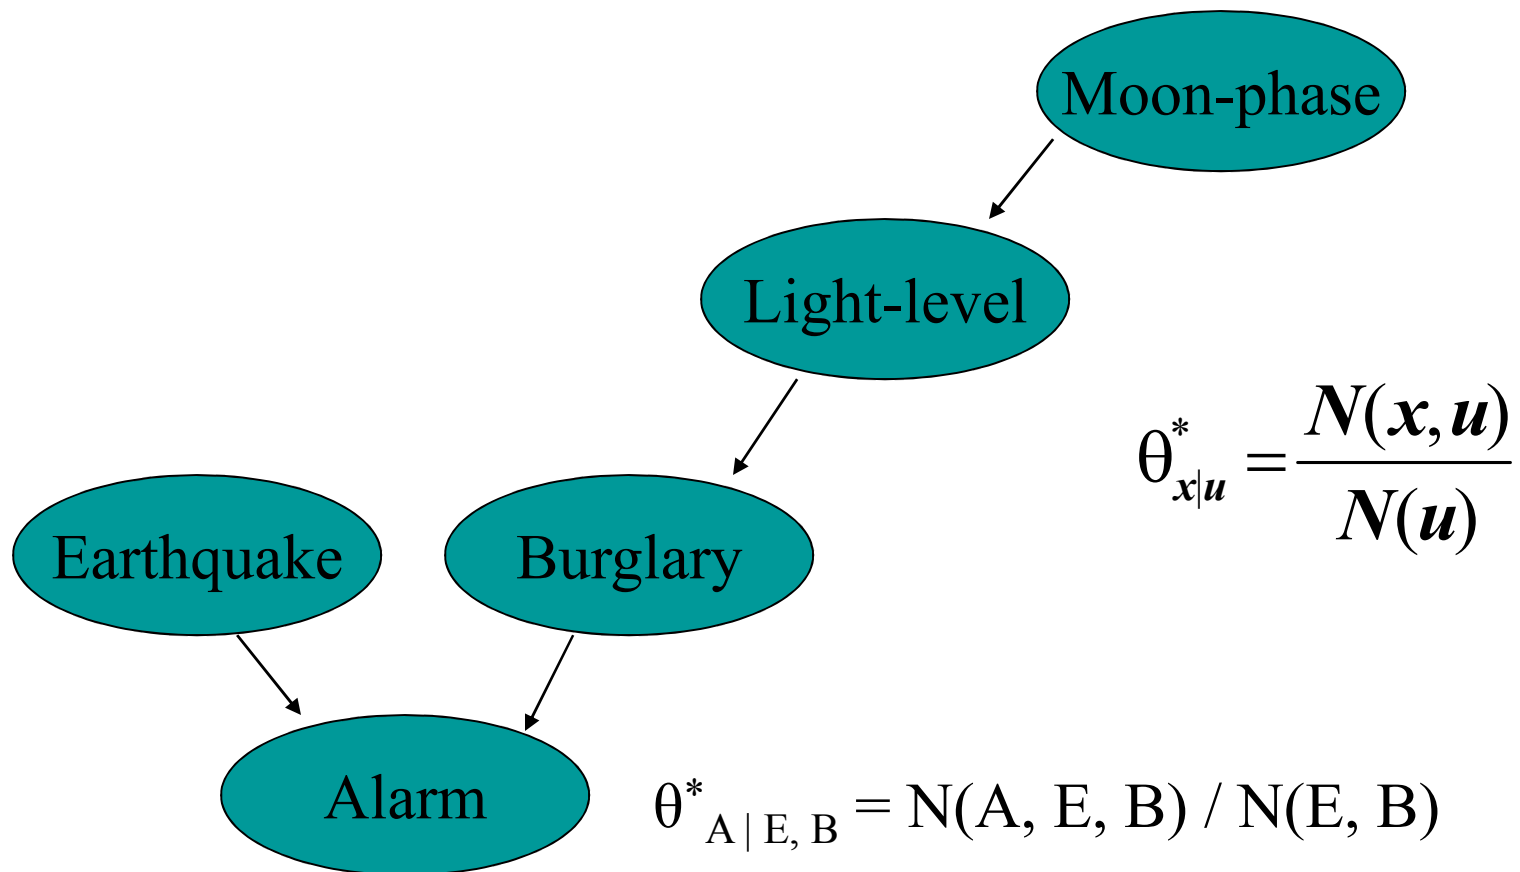 Moon-phase
Light-level
θ*x|u = N(x,u) / N(u)
Earthquake
Burglary
Alarm
θ*A | E, B = N(A, E, B) / N(E, B)